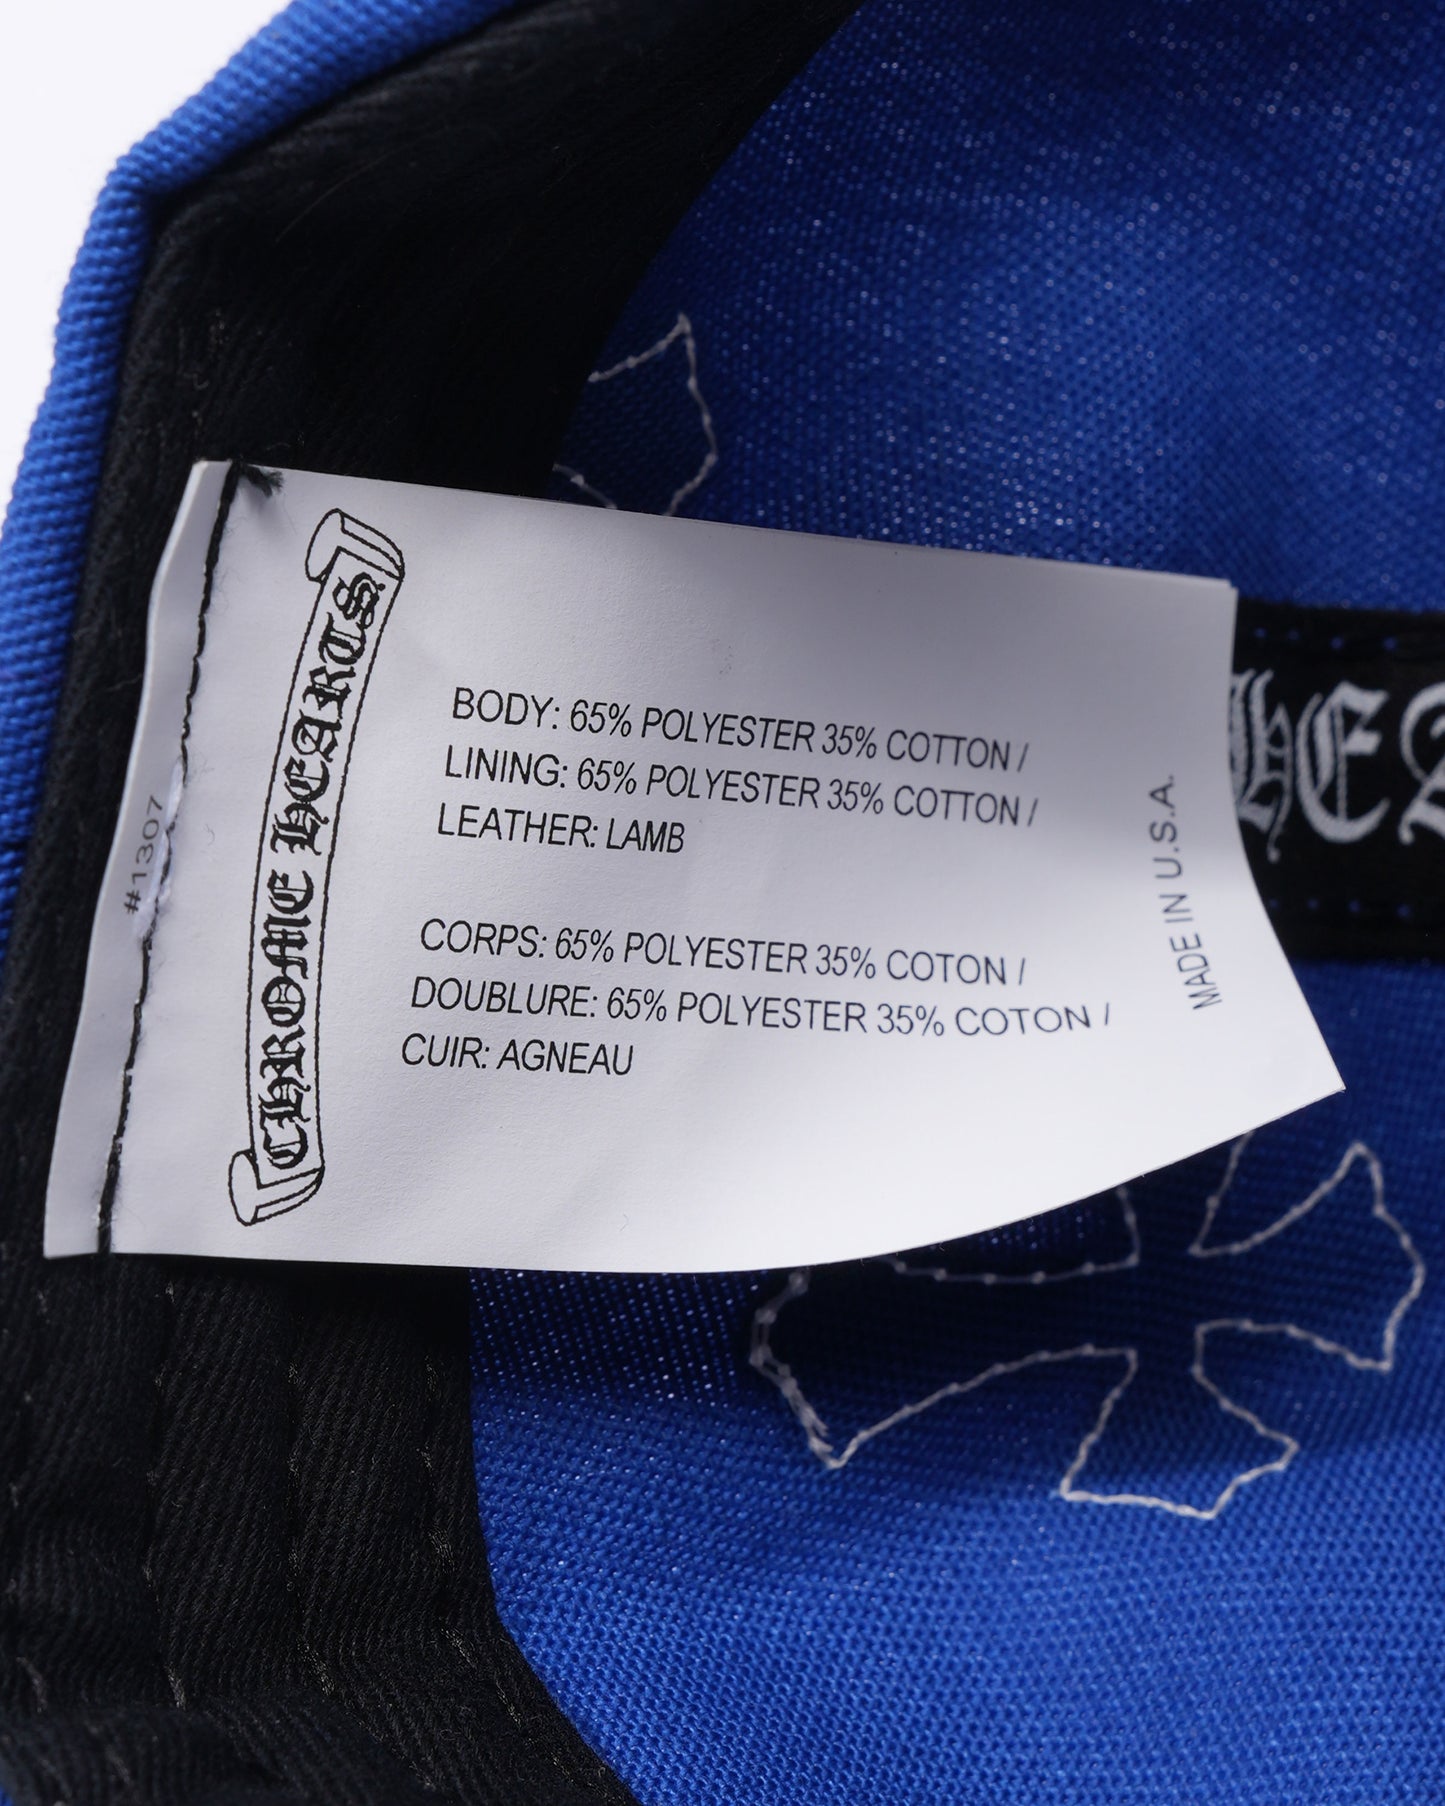 CHROME HEARTS
#1307
BODY: 65% POLYESTER 35% COTTON /
LINING: 65% POLYESTER 35% COTTON /
LEATHER: LAMB
CORPS: 65% POLYESTER 35% COTON /
DOUBLURE: 65% POLYESTER 35% COTON /
CUIR: AGNEAU
MADE IN U.S.A.